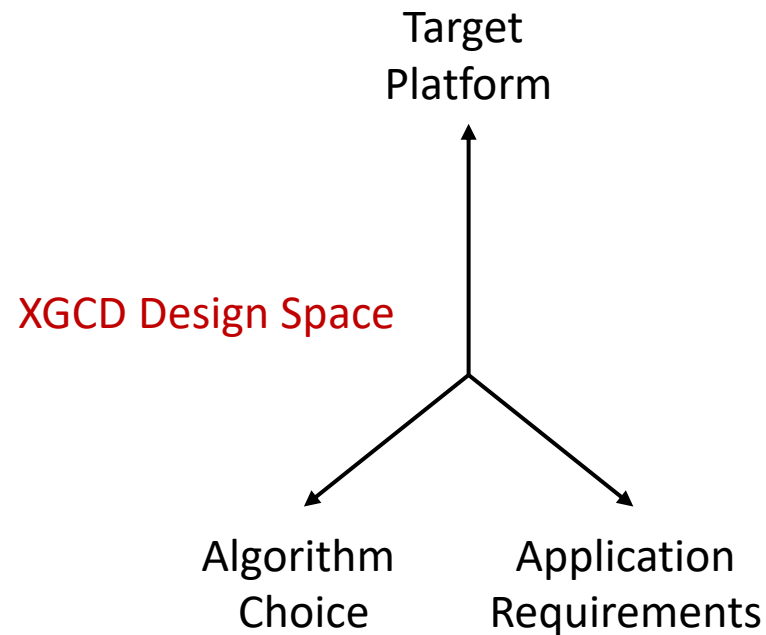 Target
Platform
XGCD Design Space
Algorithm
Choice
Application
Requirements